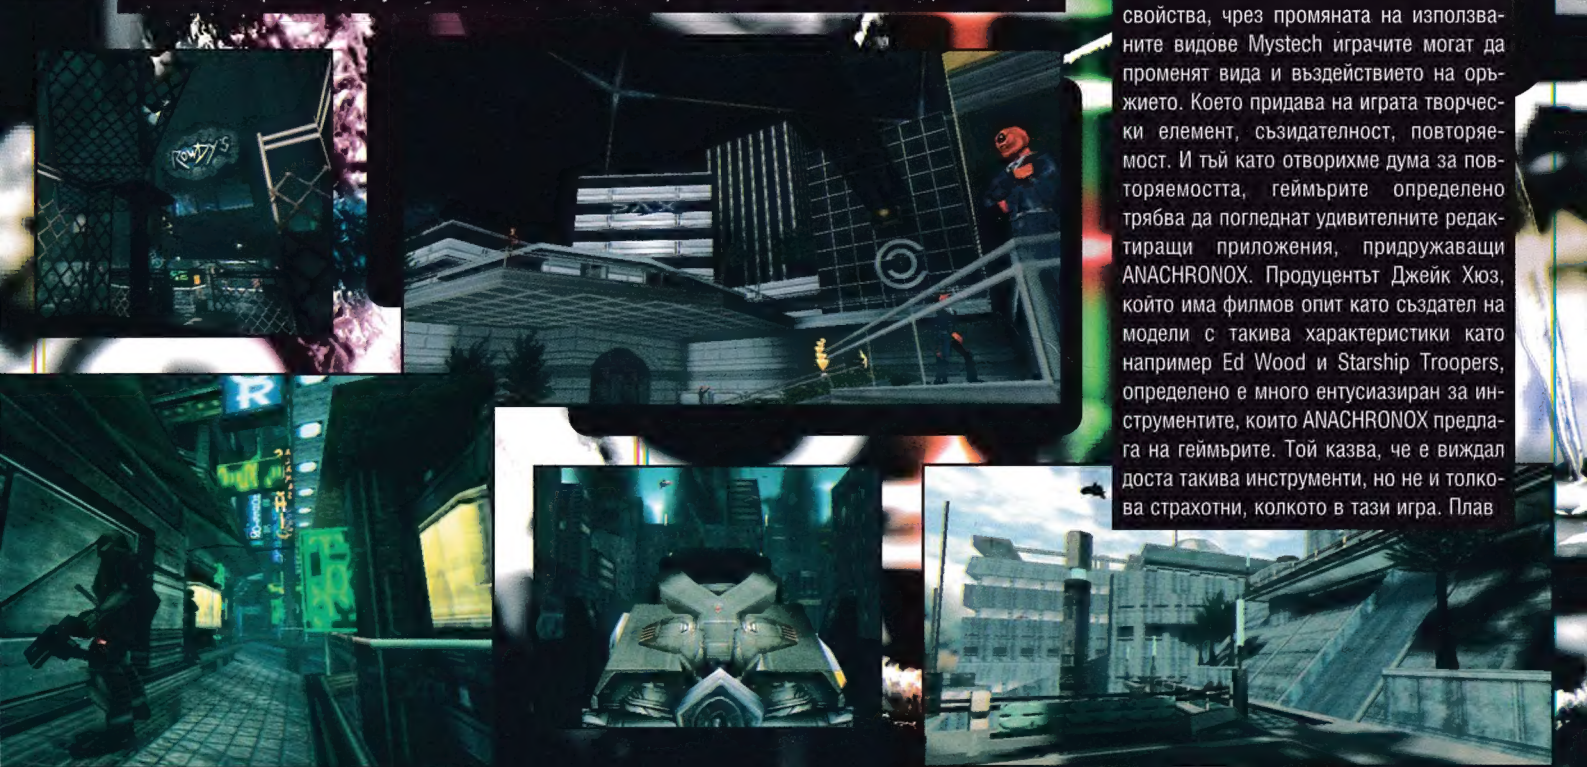 свойства, чрез промяната на използва-
ните видове Mystech играчите могат да
променят вида и въздействието на оръ-
жието. Което придава на играта творчес-
ки елемент, съзидателност, повторяе-
мост. И тъй като отворихме дума за пов-
торяемостта, геймърите определено
трябва да погледнат удивителните редак-
тиращи приложения, придружаващи
ANACHRONOX. Продуцентът Джейк Хюз,
който има филмов опит като създател на
модели с такива характеристики като
например Ed Wood и Starship Troopers,
определено е много ентусиазиран за ин-
струментите, които ANACHRONOX предла-
га на геймърите. Той казва, че е виждал
доста такива инструменти, но не и толко-
ва страхотни, колкото в тази игра. Плав
Rowdy's
R